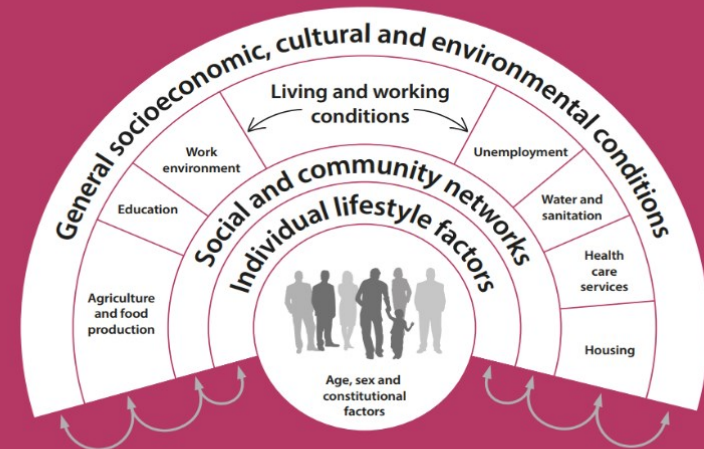 General socioeconomic, cultural and environmental conditions
Living and working
conditions
Work
environment
Education
Agriculture
and food
production
Unemployment
Water and
sanitation
Health
care
services
Housing
Social and community networks
Individual lifestyle factors
Age, sex and
constitutional
factors